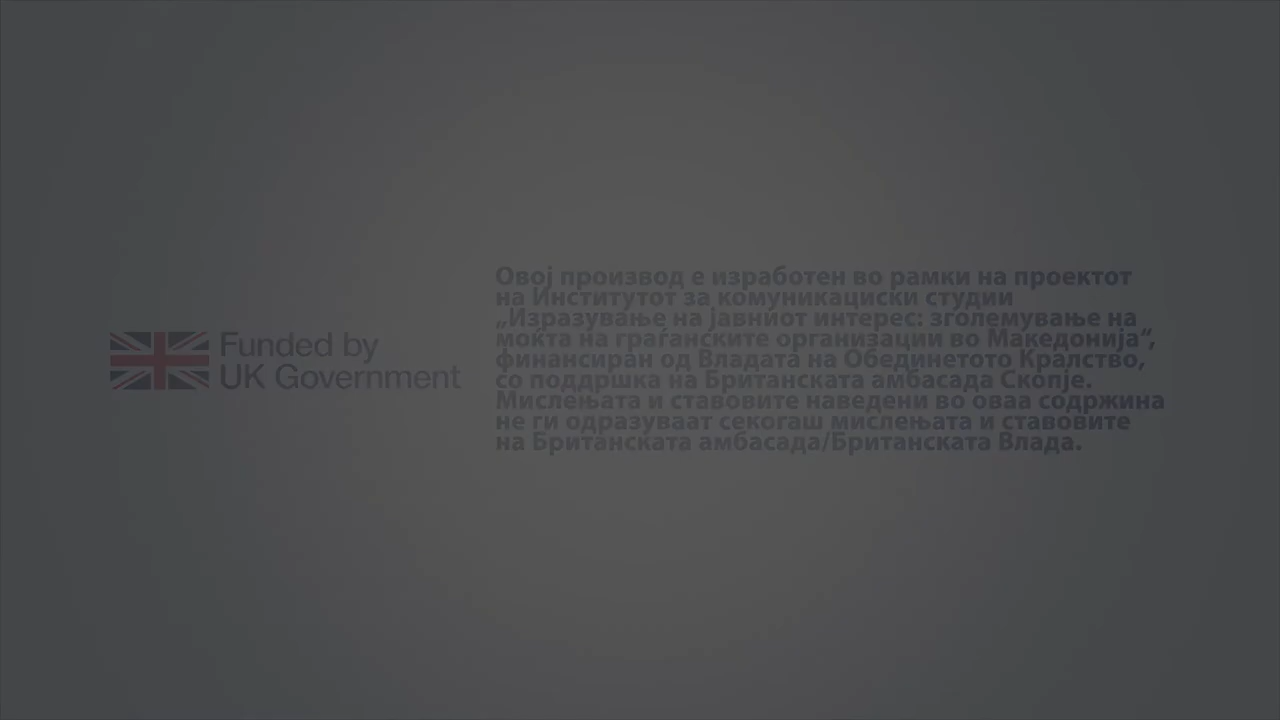 Funded by
UK Government
Овој производ е изработен во рамки на проектот
на Институтот за комуникациски студии
„Изразување на јавниот интерес: зголемување на
моќта на граѓанските организации во Македонија“,
финансиран од Владата на Обединетото Кралство,
со поддршка на Британската амбасада Скопје.
Мислењата и ставовите наведени во оваа содржина
не ги одразуваат секогаш мислењата и ставовите
на Британската амбасада/Британската Влада.